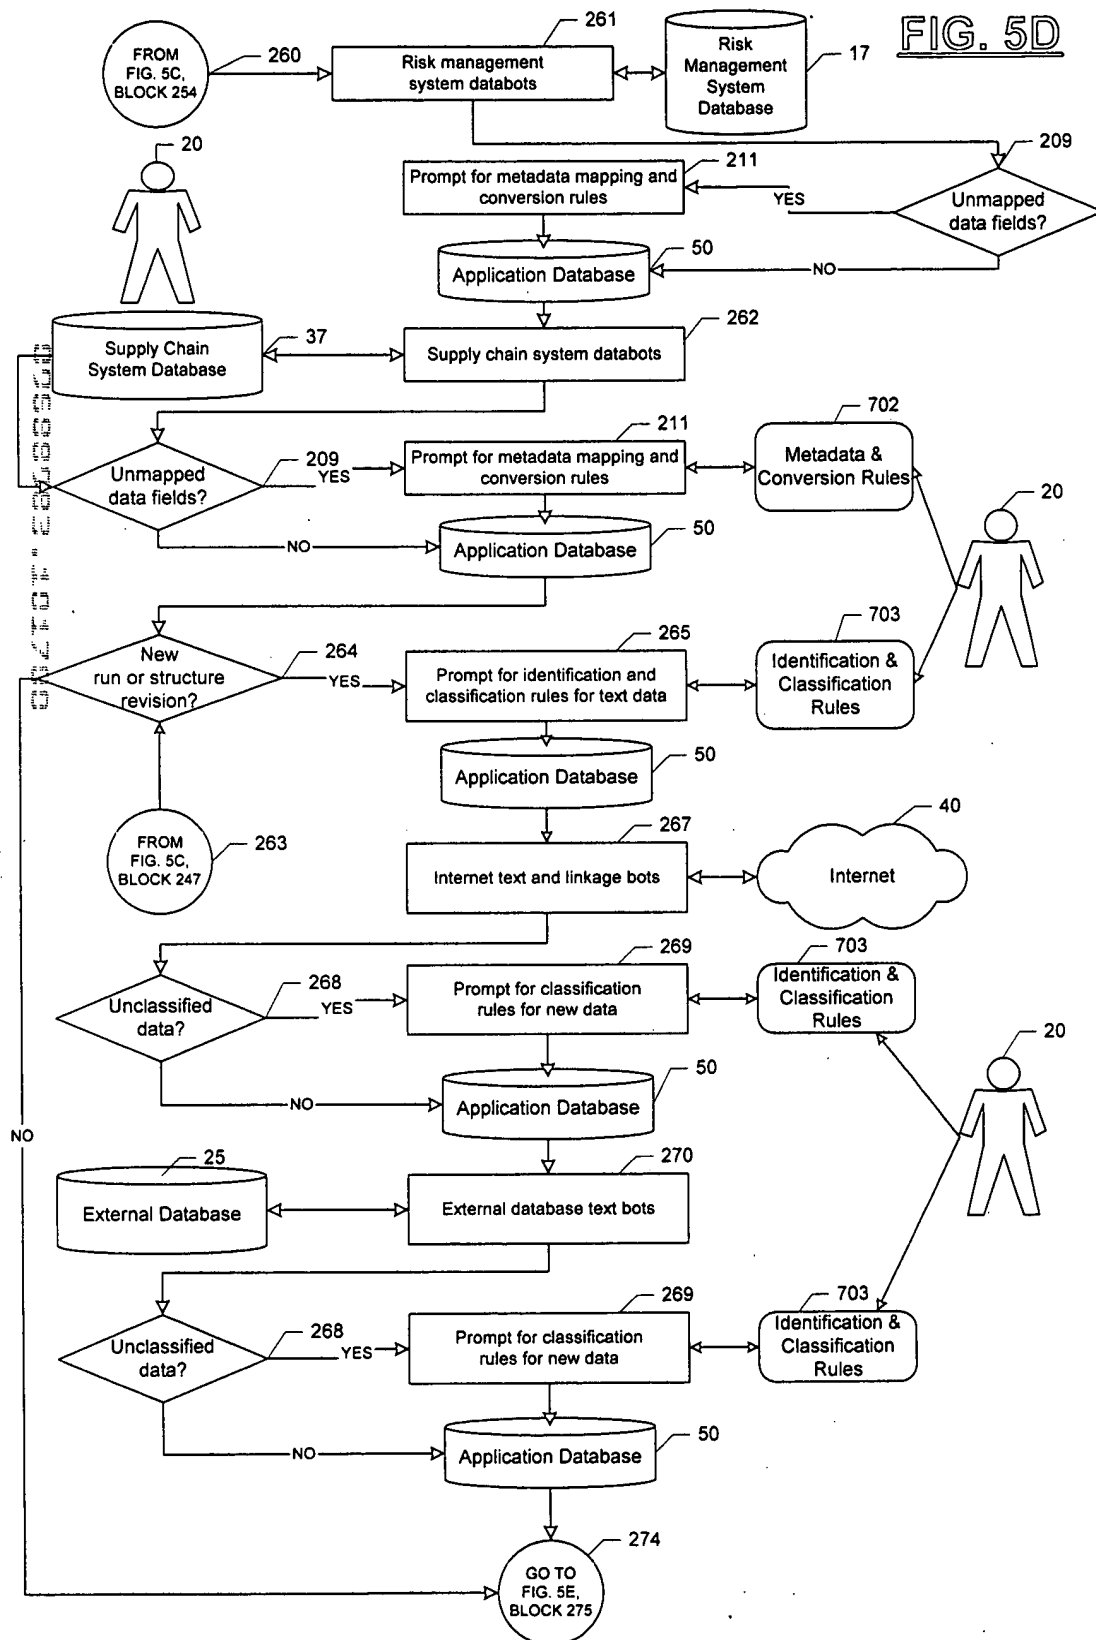 FIG. 5D
FROM
FIG. 5C,
BLOCK 254
260
261
Risk management
system databots
Risk
Management
System
Database
17
20
211
Prompt for metadata mapping and
conversion rules
YES
209
Unmapped
data fields?
50
Application Database
NO
262
Supply Chain
System Database
37
Supply chain system databots
Unmapped
data fields?
209
YES
211
Prompt for metadata mapping and
conversion rules
702
Metadata &
Conversion Rules
20
NO
50
Application Database
New
run or structure
revision?
264
YES
265
Prompt for identification and
classification rules for text data
703
Identification &
Classification
Rules
50
Application Database
FROM
FIG. 5C,
BLOCK 247
263
267
Internet text and linkage bots
40
Internet
Unclassified
data?
268
YES
269
Prompt for classification
rules for new data
703
Identification &
Classification
Rules
20
NO
50
Application Database
NO
25
External Database
270
External database text bots
Unclassified
data?
268
YES
269
Prompt for classification
rules for new data
703
Identification &
Classification
Rules
NO
50
Application Database
274
GO TO
FIG. 5E,
BLOCK 275